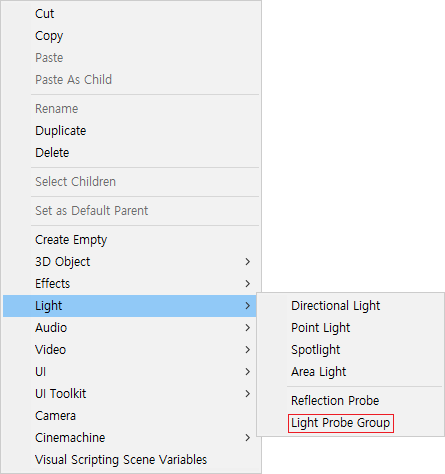 Cut
Copy
Paste
Paste As Child
Rename
Duplicate
Delete
Select Children
Set as Default Parent
Create Empty
3D Object
Effects
Light
Audio
Video
UI
UI Toolkit
Camera
Cinemachine
Visual Scripting Scene Variables
Directional Light
Point Light
Spotlight
Area Light
Reflection Probe
Light Probe Group